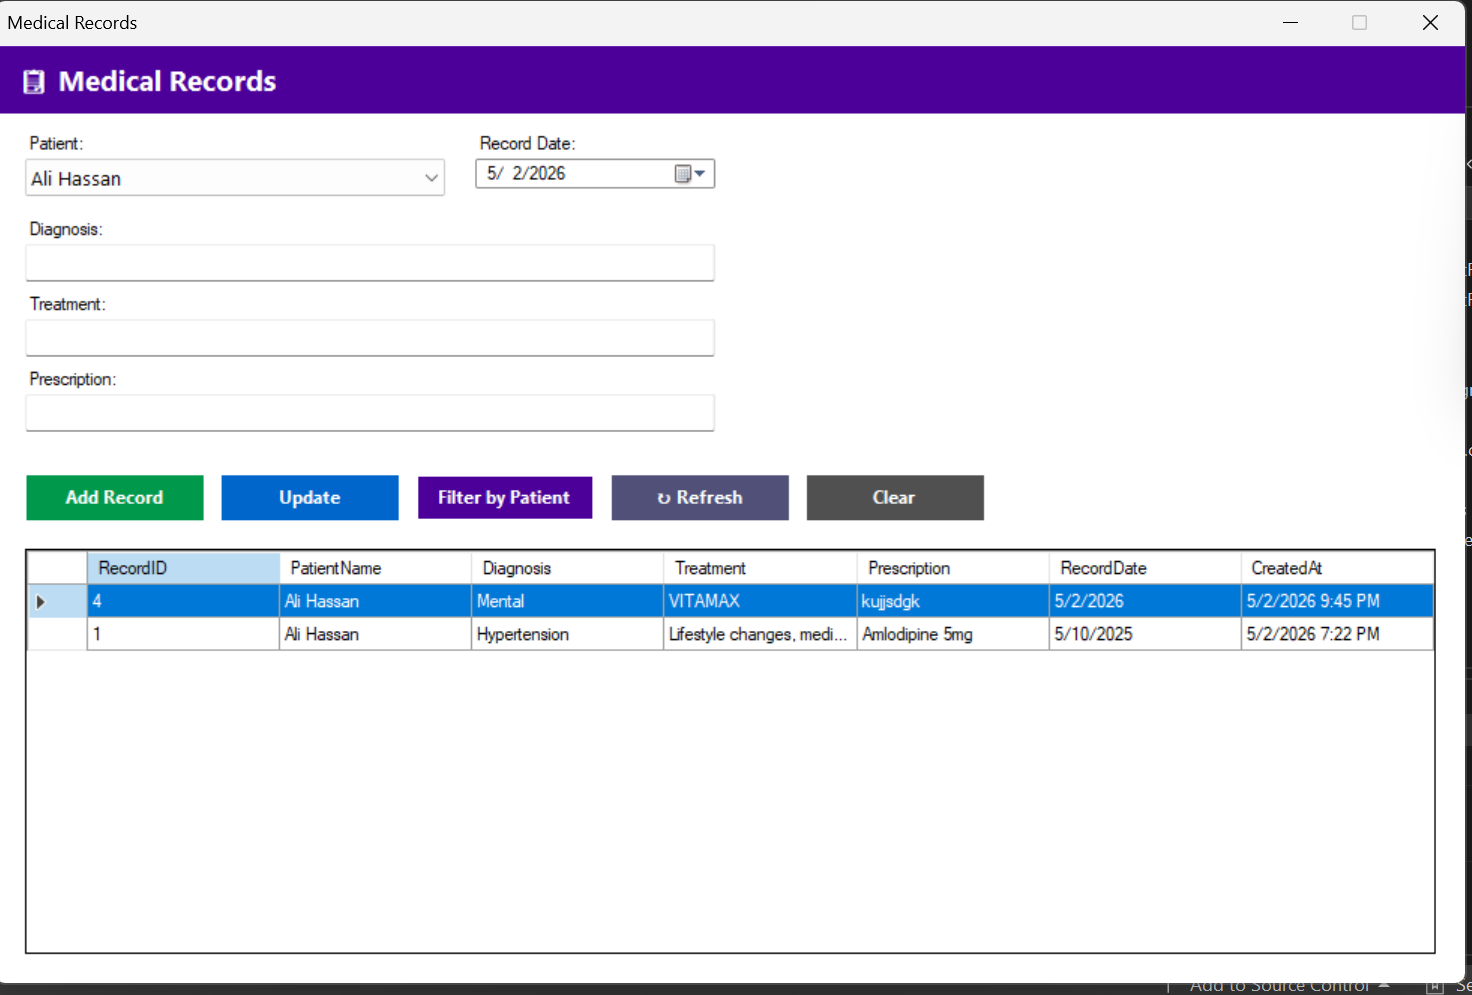 Medical Records
Medical Records
Patient:
Record Date:
Ali Hassan
5/ 2/2026
Diagnosis:
Treatment:
Prescription:
Add Record
Update
Filter by Patient
↻ Refresh
Clear
RecordID PatientName Diagnosis Treatment Prescription RecordDate CreatedAt
4 Ali Hassan Mental VITAMAX kujjsdgk 5/2/2026 5/2/2026 9:45 PM
1 Ali Hassan Hypertension Lifestyle changes, medi... Amlodipine 5mg 5/10/2025 5/2/2026 7:22 PM
Add to Source Control